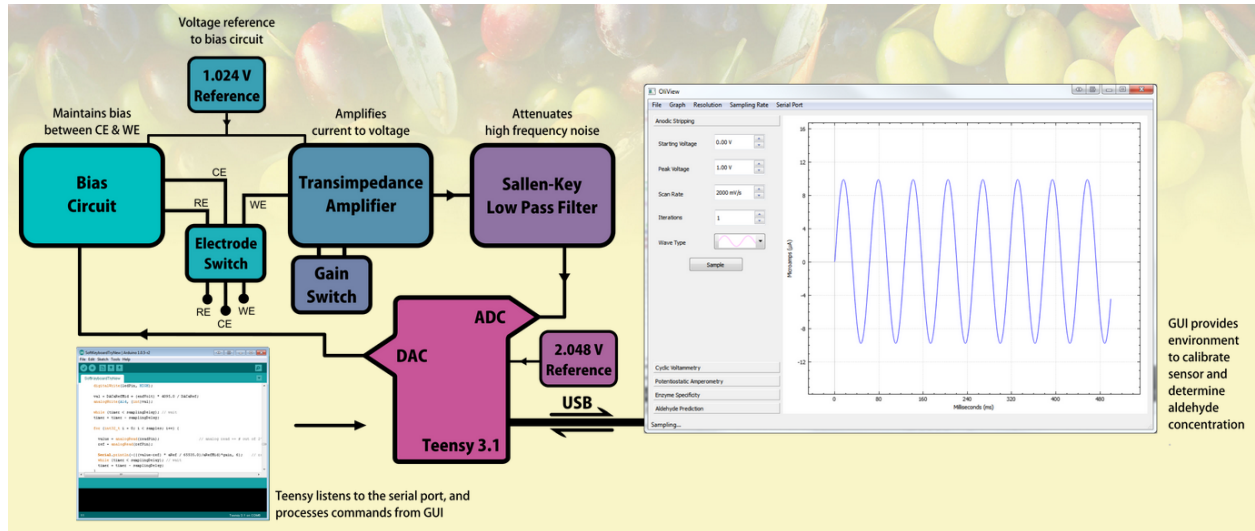 Voltage reference
to bias circuit
1.024 V
Reference
Maintains bias
between CE & WE
Amplifies
current to voltage
Attenuates
high frequency noise
Bias
Circuit
CE
RE
WE
Transimpedance
Amplifier
Sallen-Key
Low Pass Filter
Electrode
Switch
RE
CE
WE
Gain
Switch
ADC
DAC
2.048 V
Reference
USB
Teensy 3.1
File Edit Sketch Tools Help
Teensy listens to the serial port, and
processes commands from GUI
OliView
File Graph Resolution Sampling Rate Serial Port
Anodic Stripping
Starting Voltage 0.00 V
Peak Voltage 1.00 V
Scan Rate 2000 mV/s
Iterations 1
Wave Type
Sample
Cyclic Voltammetry
Potentiostatic Amperometry
Enzyme Specificity
Aldehyde Prediction
Sampling...
Microamps (µA)
16
12
8
4
0
-4
-8
-12
0 80 160 240 320 400 480
Milliseconds (ms)
GUI provides
environment
to calibrate
sensor and
determine
aldehyde
concentration